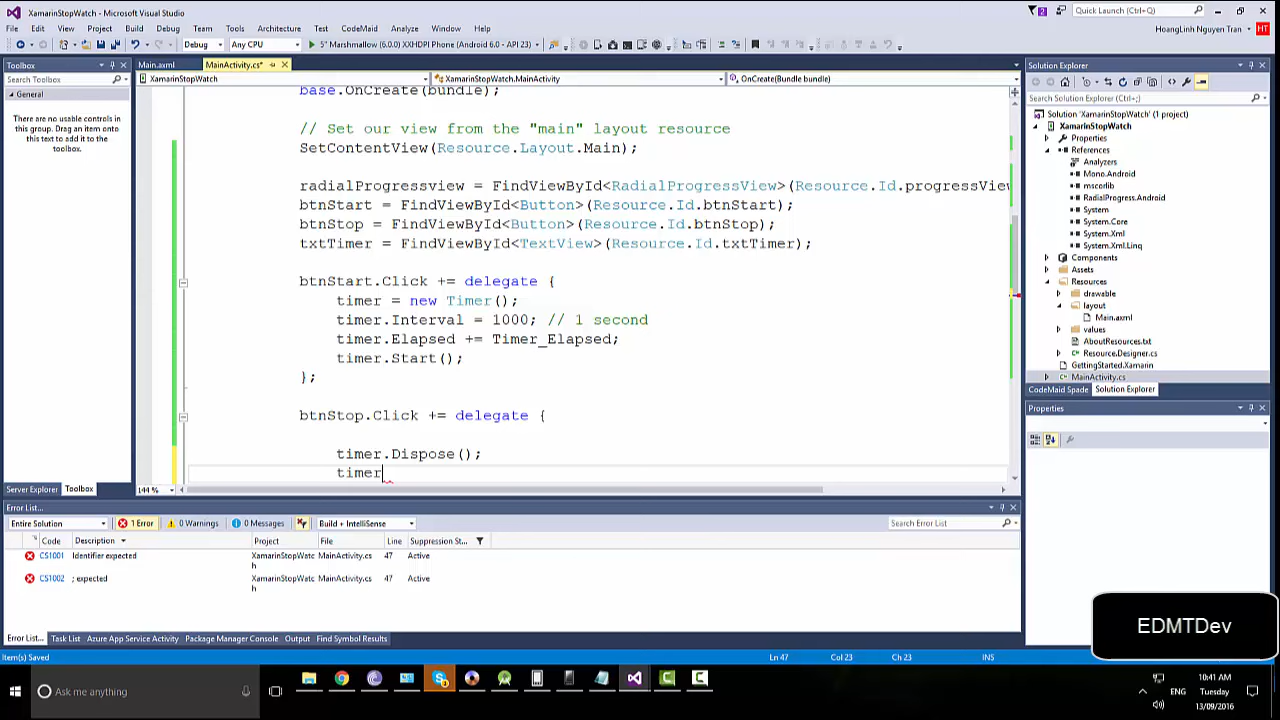 XamarinStopWatch - Microsoft Visual Studio
2
Quick Launch (Ctrl+Q)
File Edit View Project Build Debug Team Tools Architecture Test CodeMaid Analyze Window Help
HoangLinh Nguyen Tran HT
Debug Any CPU 5" Marshmallow (6.0.0) XXHDPI Phone (Android 6.0 - API 23)
Toolbox
Search Toolbox
General
There are no usable controls in
this group. Drag an item onto
this text to add it to the
toolbox.
Server Explorer Toolbox
Main.axml MainActivity.cs*
XamarinStopWatch XamarinStopWatch.MainActivity OnCreate(Bundle bundle)
base.OnCreate(bundle);
// Set our view from the "main" layout resource
SetContentView(Resource.Layout.Main);
radialProgressview = FindViewById<RadialProgressView>(Resource.Id.progressView
btnStart = FindViewById<Button>(Resource.Id.btnStart);
btnStop = FindViewById<Button>(Resource.Id.btnStop);
txtTimer = FindViewById<TextView>(Resource.Id.txtTimer);
btnStart.Click += delegate {
timer = new Timer();
timer.Interval = 1000; // 1 second
timer.Elapsed += Timer_Elapsed;
timer.Start();
};
btnStop.Click += delegate {
timer.Dispose();
timer
144 %
Solution Explorer
Search Solution Explorer (Ctrl+;)
Solution 'XamarinStopWatch' (1 project)
XamarinStopWatch
Properties
References
Analyzers
Mono.Android
mscorlib
RadialProgress.Android
System
System.Core
System.Xml
System.Xml.Linq
Components
Assets
Resources
drawable
layout
Main.axml
values
AboutResources.txt
Resource.Designer.cs
GettingStarted.Xamarin
MainActivity.cs
CodeMaid Spade Solution Explorer
Properties
Error List...
Entire Solution 1 Error 0 Warnings 0 Messages Build + IntelliSense Search Error List
Code Description Project File Line Suppression St...
CS1001 Identifier expected XamarinStopWatc
h MainActivity.cs 47 Active
CS1002 ; expected XamarinStopWatc
h MainActivity.cs 47 Active
Error List... Task List Azure App Service Activity Package Manager Console Output Find Symbol Results
Item(s) Saved Ln 47 Col 23 Ch 23 INS
EDMTDev
Ask me anything
ENG
10:41 AM
Tuesday
13/09/2016